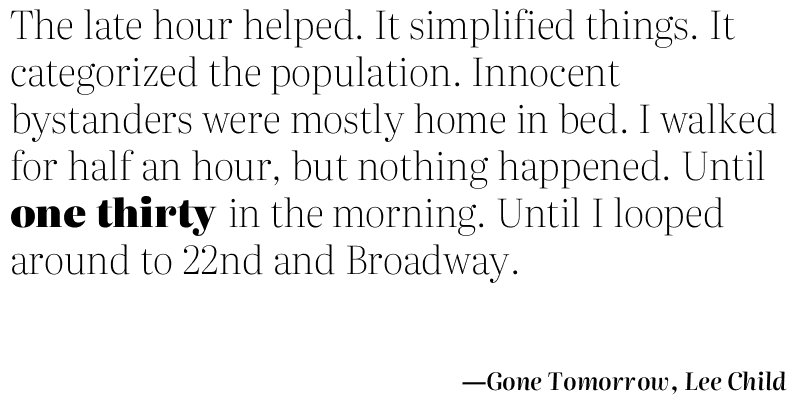 The late hour helped. It simplified things. It
categorized the population. Innocent
bystanders were mostly home in bed. I walked
for half an hour, but nothing happened. Until
one thirty in the morning. Until I looped
around to 22nd and Broadway.
—Gone Tomorrow, Lee Child